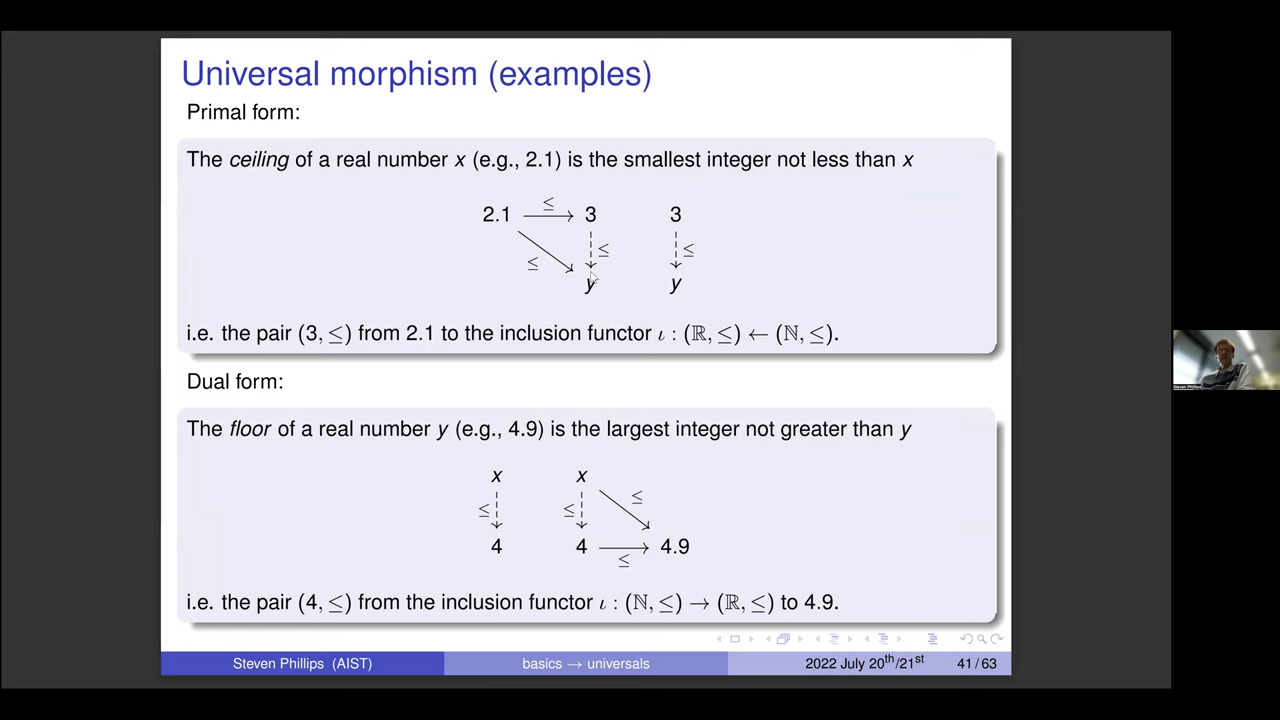 Universal morphism (examples)
Primal form:
The ceiling of a real number x (e.g., 2.1) is the smallest integer not less than x
2.1 ≤ 3 3
≤ ≤ ≤
y y
i.e. the pair (3, ≤) from 2.1 to the inclusion functor ι : (ℝ, ≤) ← (ℕ, ≤).
Dual form:
The floor of a real number y (e.g., 4.9) is the largest integer not greater than y
x x
≤ ≤ ≤
4 4 ≤ 4.9
i.e. the pair (4, ≤) from the inclusion functor ι : (ℕ, ≤) → (ℝ, ≤) to 4.9.
Steven Phillips (AIST) basics → universals 2022 July 20th/21st 41 / 63
Steven Phillips